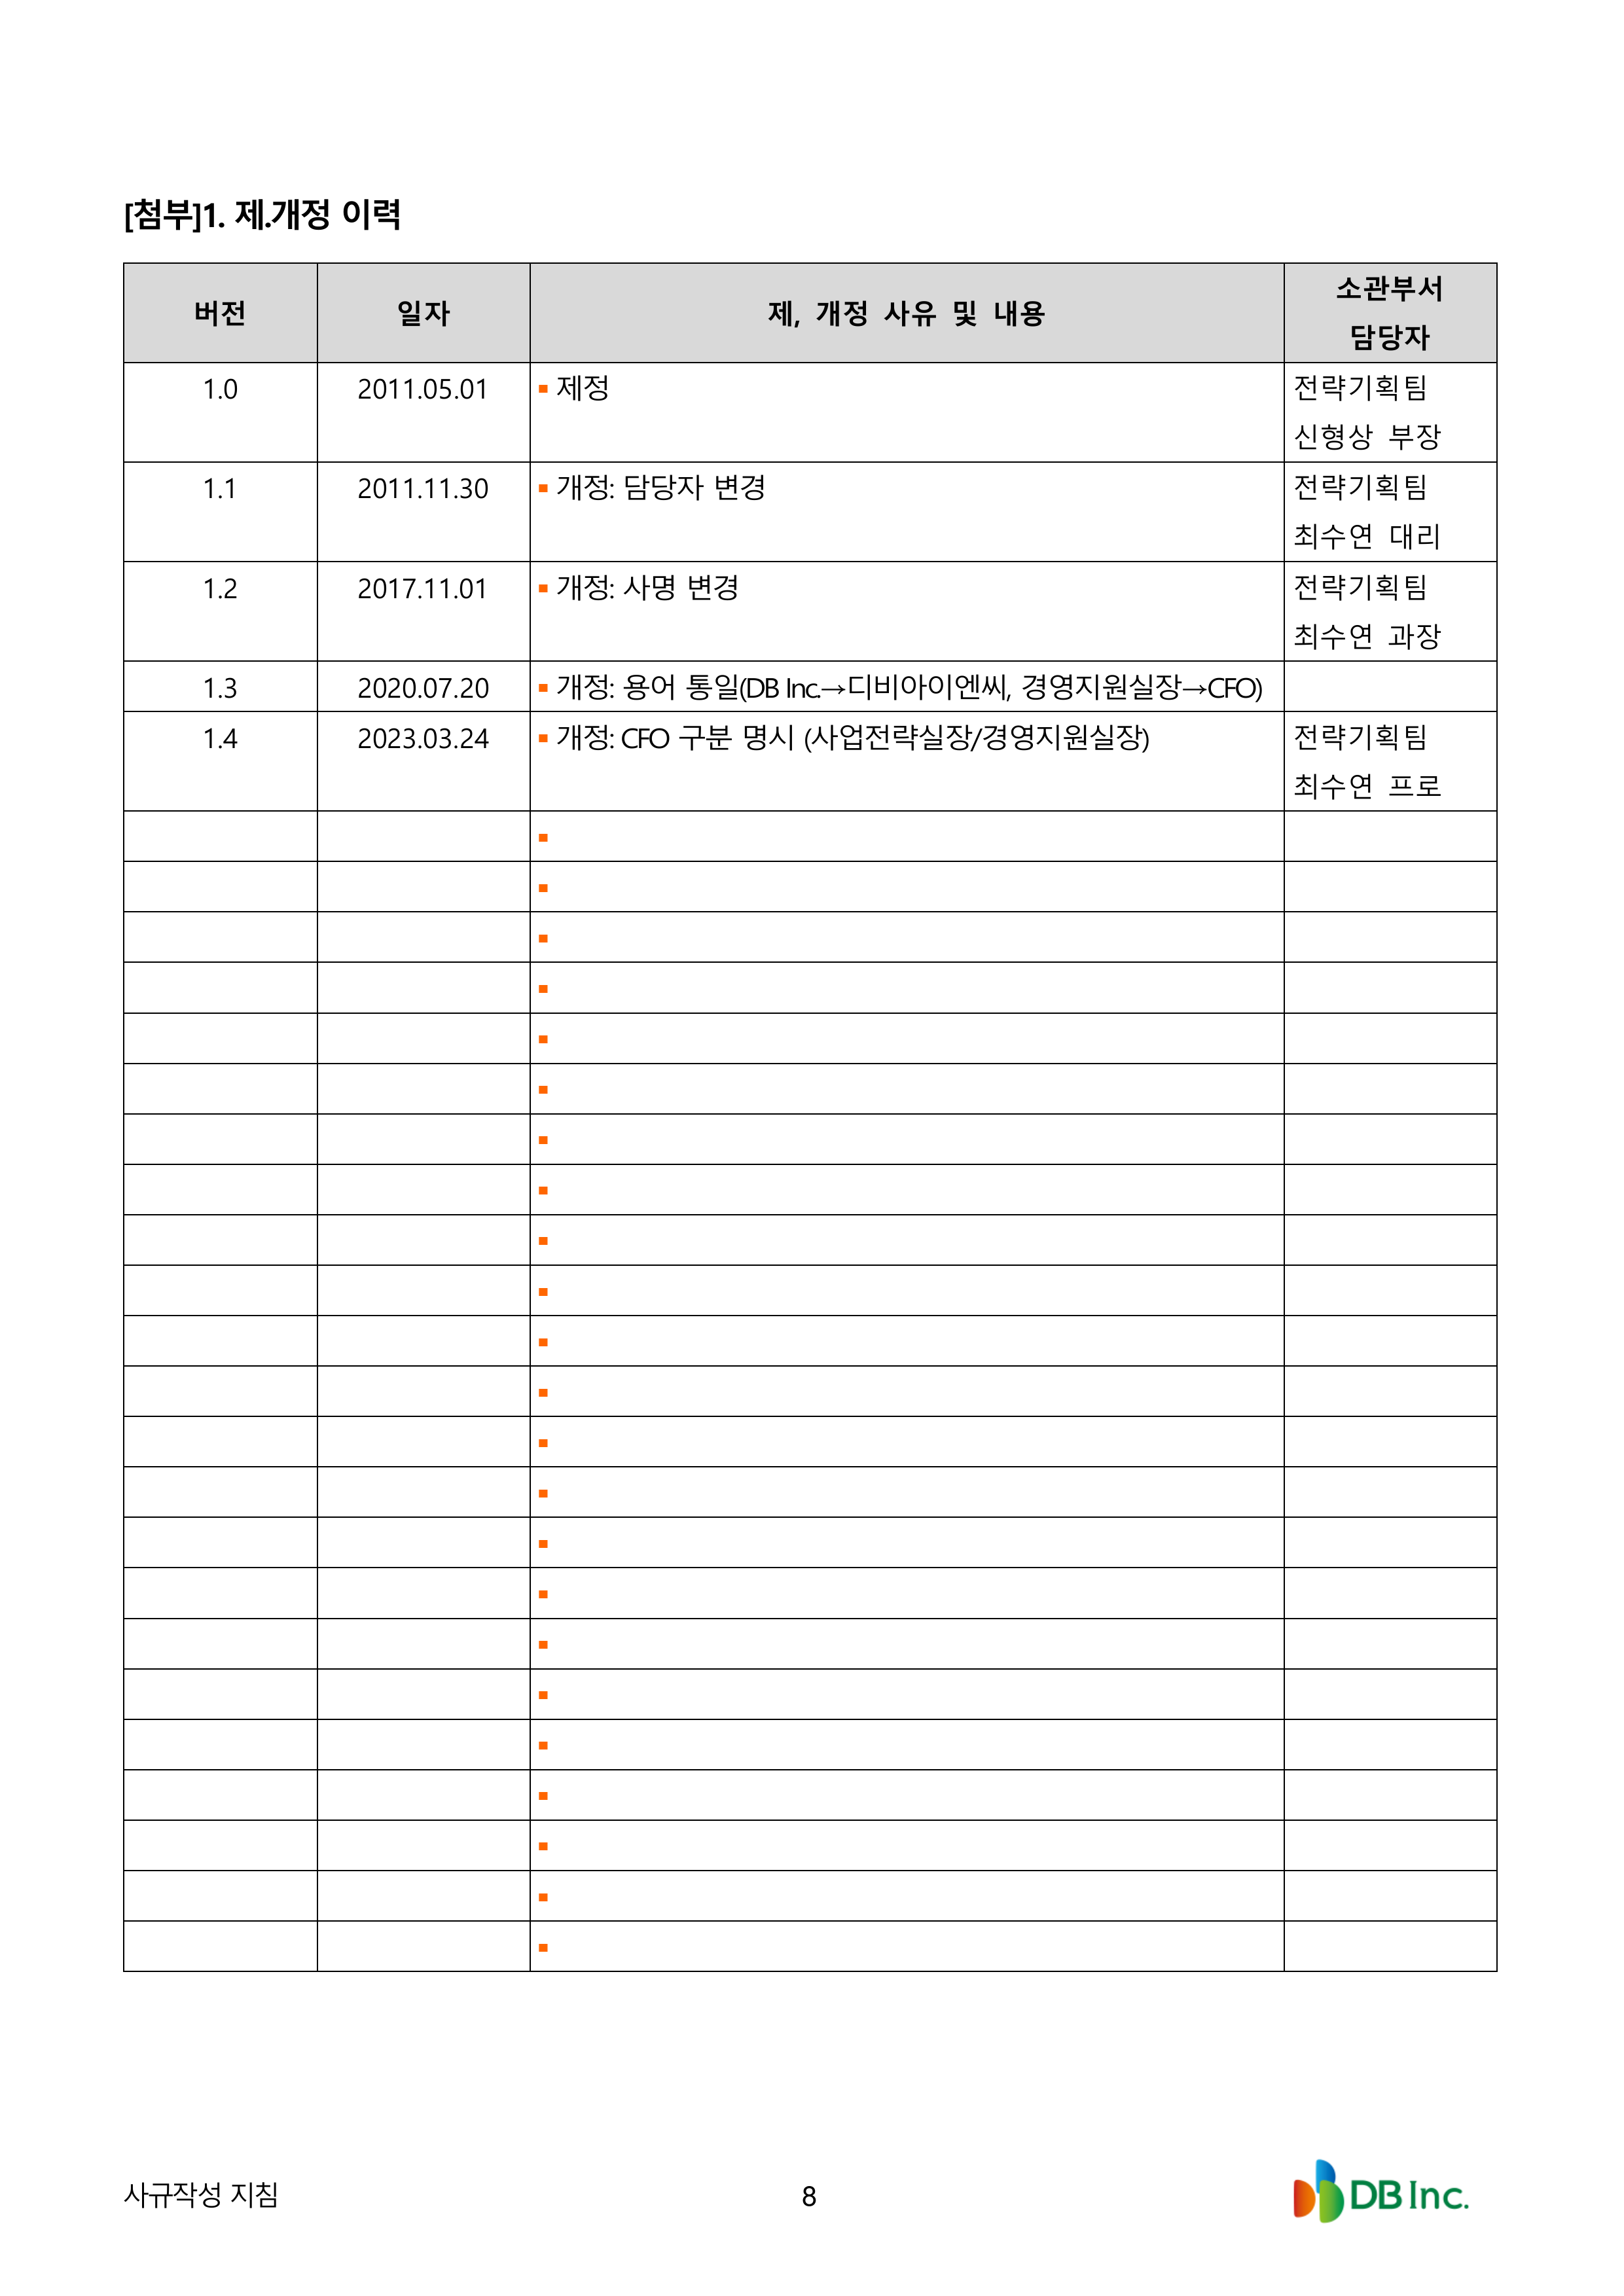 [첨부]1. 제.개정 이력
버전 일자 제, 개정 사유 및 내용 소관부서 담당자
1.0 2011.05.01 ▪ 제정 전략기획팀
신형상 부장
1.1 2011.11.30 ▪ 개정: 담당자 변경 전략기획팀
최수연 대리
1.2 2017.11.01 ▪ 개정: 사명 변경 전략기획팀
최수연 과장
1.3 2020.07.20 ▪ 개정: 용어 통일(DB Inc.→디비아이엔씨, 경영지원실장→CFO)
1.4 2023.03.24 ▪ 개정: CFO 구분 명시 (사업전략실장/경영지원실장) 전략기획팀
최수연 프로
사규작성 지침 8 DB Inc.